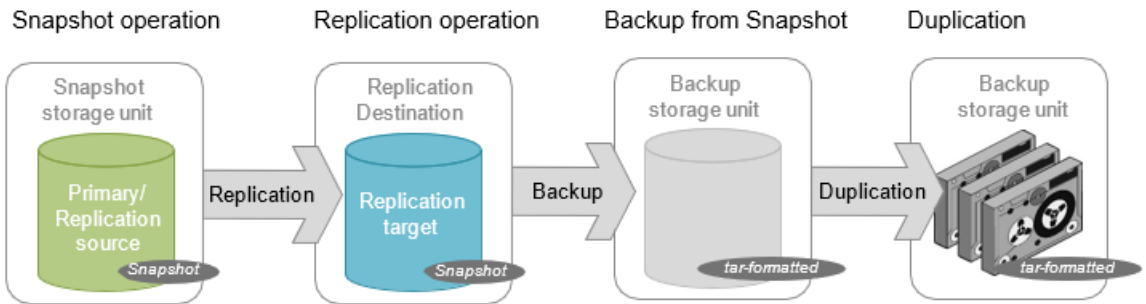 Snapshot operation
Replication operation
Backup from Snapshot
Duplication
Snapshot
storage unit
Primary/
Replication
source
Snapshot
Replication
Replication
Destination
Replication
target
Snapshot
Backup
Backup
storage unit
tar-formatted
Duplication
Backup
storage unit
tar-formatted